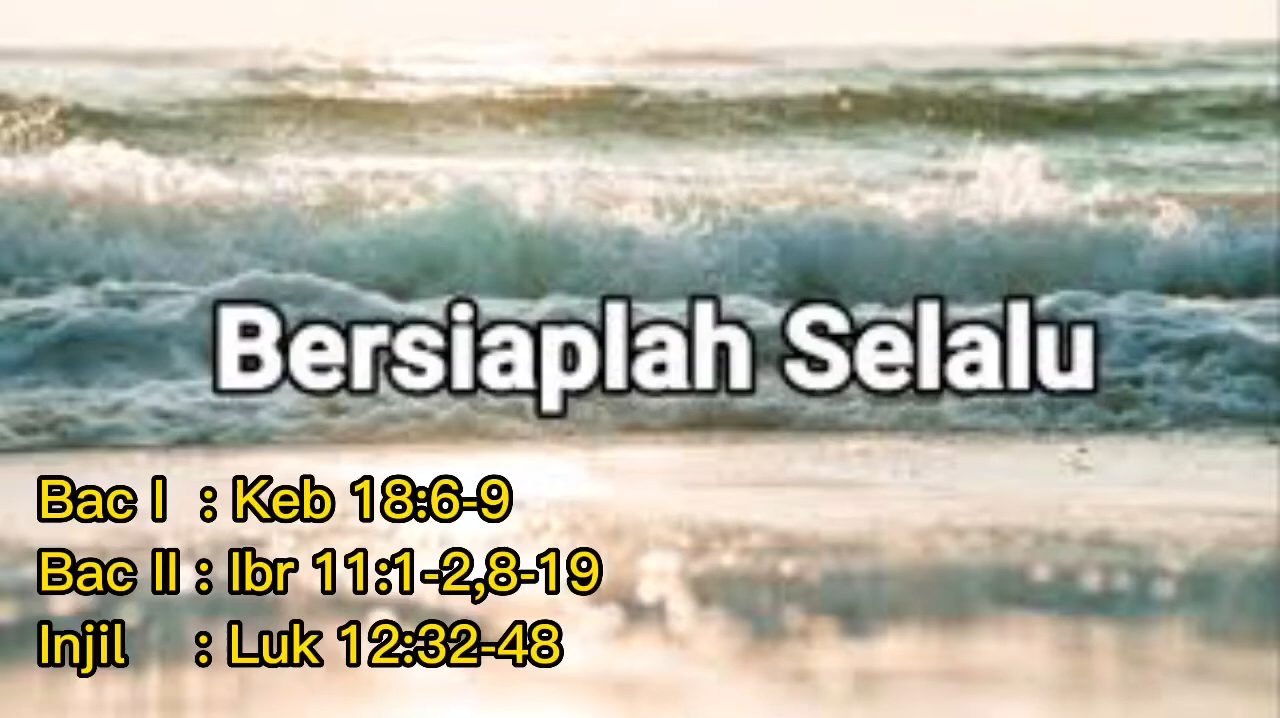 Bersiaplah Selalu
Bac I : Keb 18:6-9
Bac II : Ibr 11:1-2,8-19
Injil : Luk 12:32-48